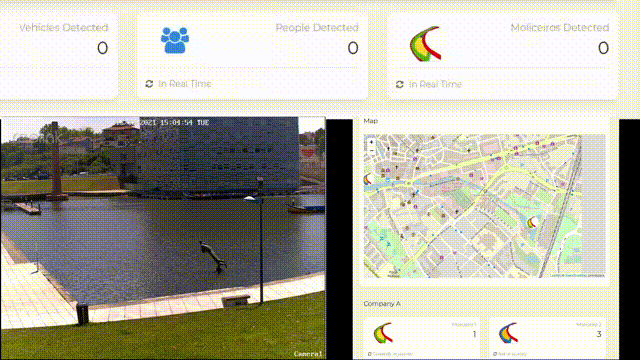 Vehicles Detected
0
People Detected
0
In Real Time
Moliceiros Detected
0
In Real Time
2021 15:04:54 TUE
Camera1
Map
+
−
Company A
1
3